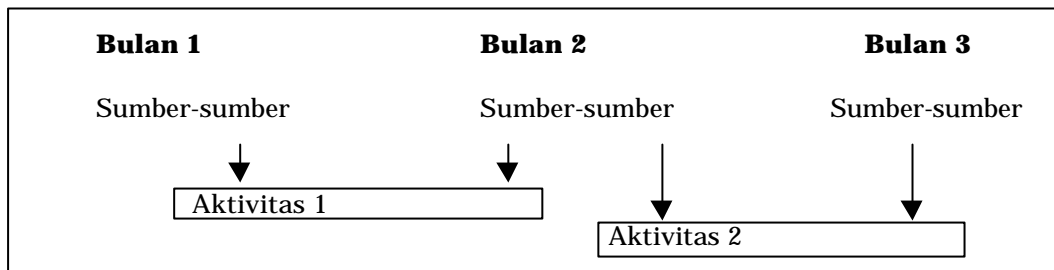 Bulan 1 Bulan 2 Bulan 3
Sumber-sumber Sumber-sumber Sumber-sumber
Aktivitas 1
Aktivitas 2